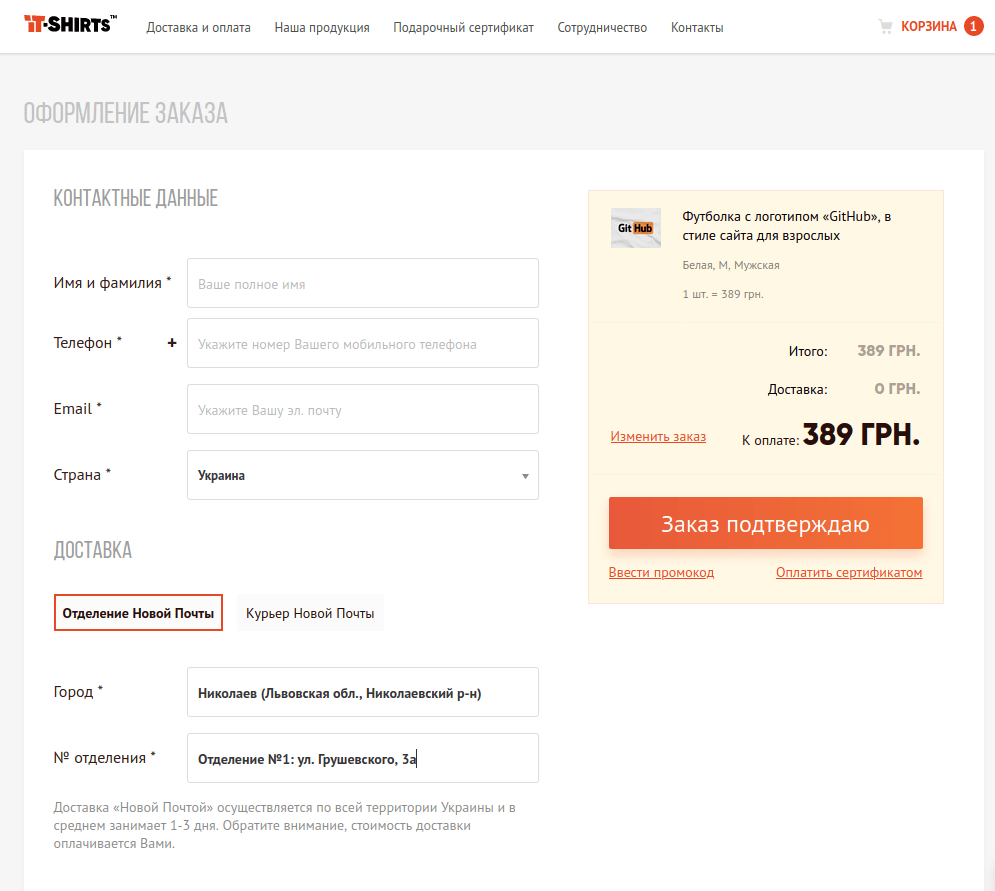 IT-SHIRTS™
Доставка и оплата
Наша продукция
Подарочный сертификат
Сотрудничество
Контакты
КОРЗИНА 1
ОФОРМЛЕНИЕ ЗАКАЗА
КОНТАКТНЫЕ ДАННЫЕ
Имя и фамилия *
Ваше полное имя
Телефон *
+
Укажите номер Вашего мобильного телефона
Email *
Укажите Вашу эл. почту
Страна *
Украина
ДОСТАВКА
Отделение Новой Почты
Курьер Новой Почты
Город *
Николаев (Львовская обл., Николаевский р-н)
№ отделения *
Отделение №1: ул. Грушевского, 3а
Доставка «Новой Почтой» осуществляется по всей территории Украины и в
среднем занимает 1-3 дня. Обратите внимание, стоимость доставки
оплачивается Вами.
GitHub
Футболка с логотипом «GitHub», в
стиле сайта для взрослых
Белая, M, Мужская
1 шт. = 389 грн.
Итого: 389 ГРН.
Доставка: 0 ГРН.
Изменить заказ
К оплате: 389 ГРН.
Заказ подтверждаю
Ввести промокод
Оплатить сертификатом